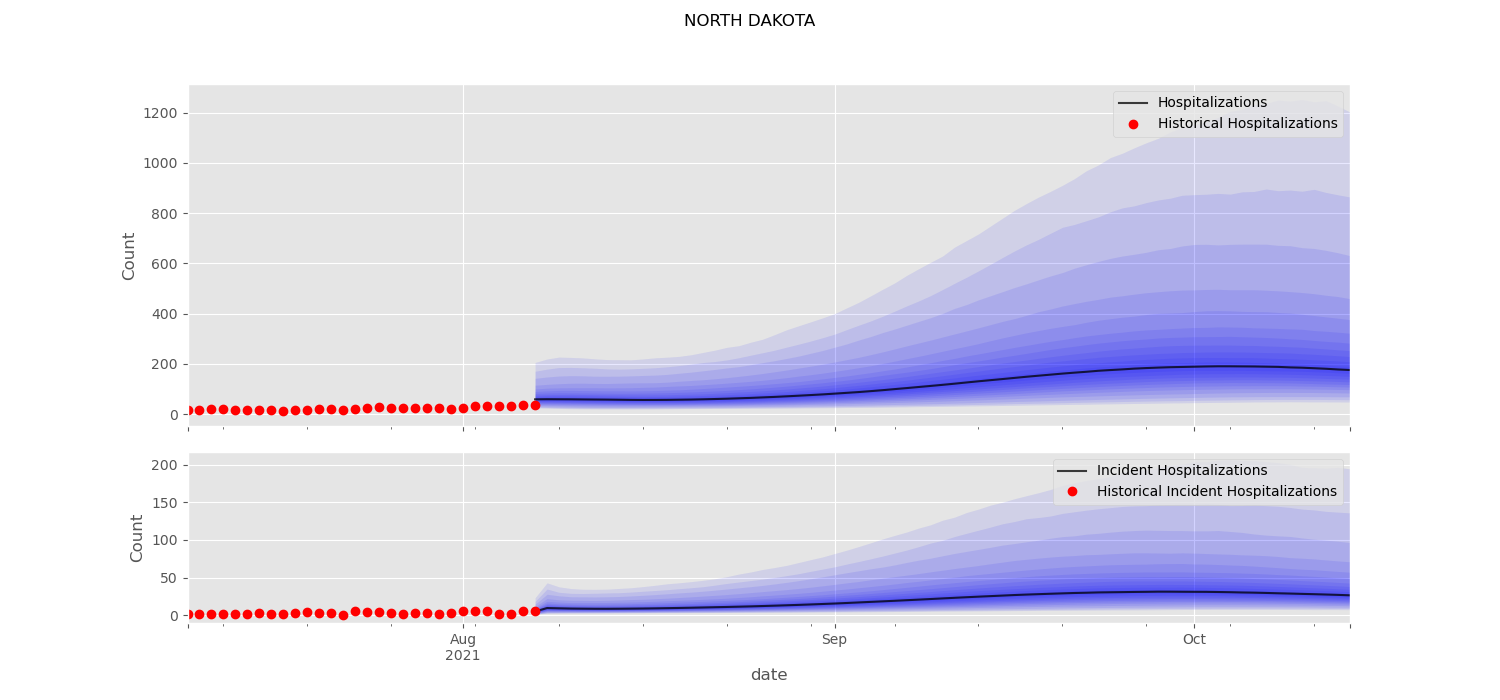 NORTH DAKOTA
Hospitalizations
Historical Hospitalizations
1200
1000
800
600
400
200
0
Count
Incident Hospitalizations
Historical Incident Hospitalizations
200
150
100
50
0
Count
Aug
2021
Sep
Oct
date